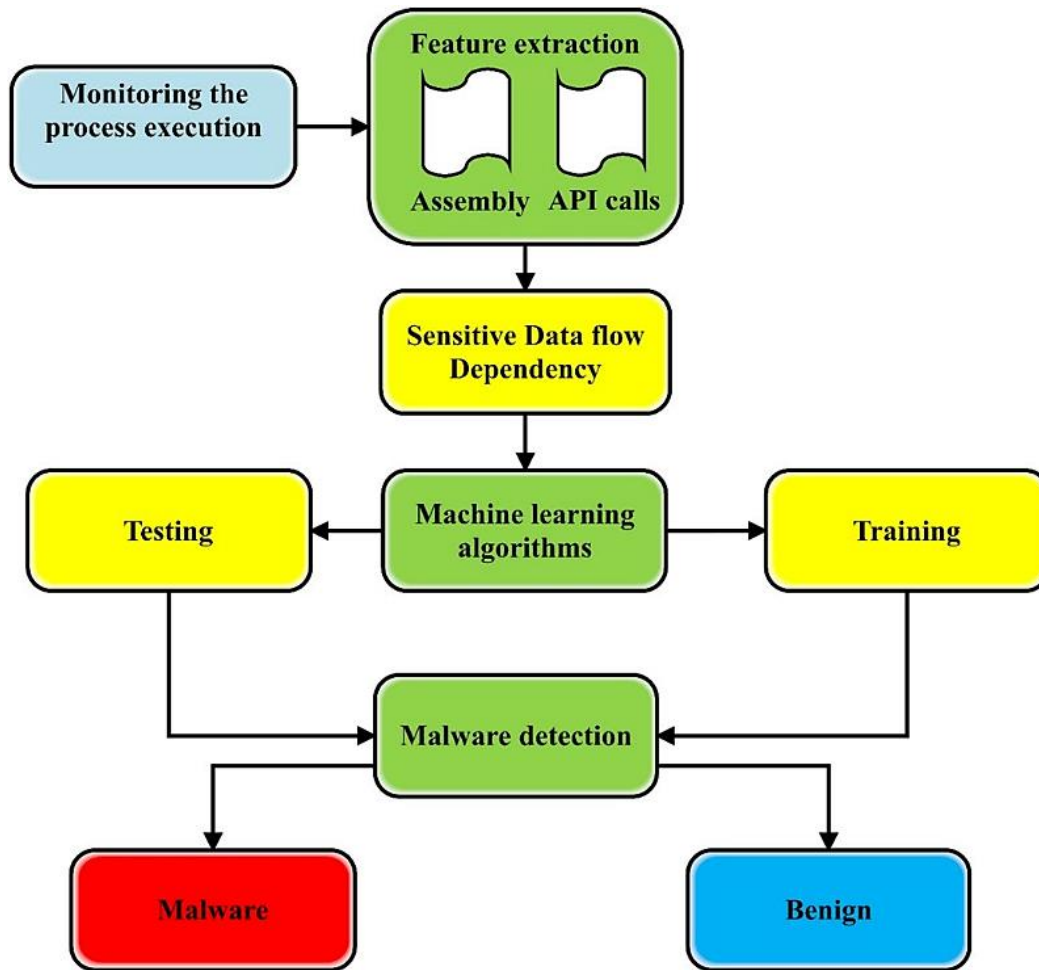 Feature extraction
Monitoring the
process execution
Assembly
API calls
Sensitive Data flow
Dependency
Testing
Machine learning
algorithms
Training
Malware detection
Malware
Benign